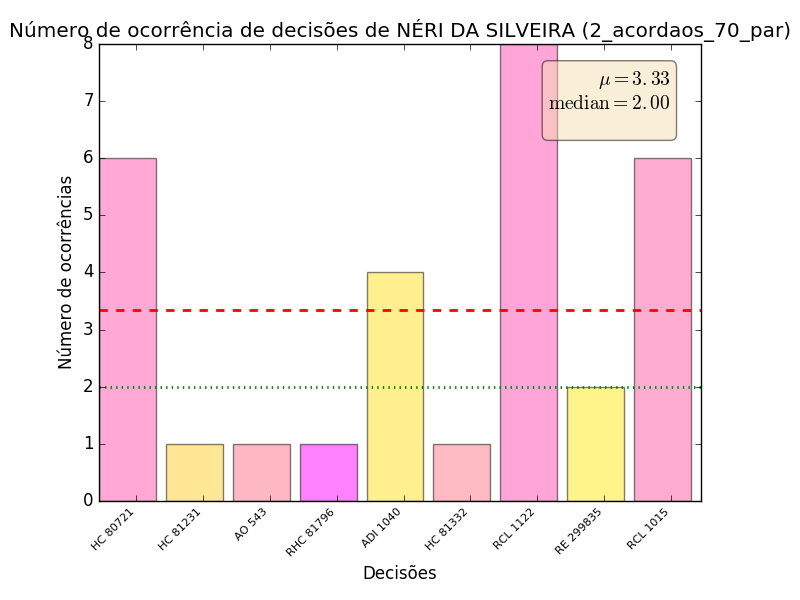 Número de ocorrência de decisões de NÉRI DA SILVEIRA (2_acordaos_70_par)
μ = 3.33
median = 2.00
Número de ocorrências
8
7
6
5
4
3
2
1
0
HC 80721
HC 81231
AO 543
RHC 81796
ADI 1040
HC 81332
RCL 1122
RE 299835
RCL 1015
Decisões